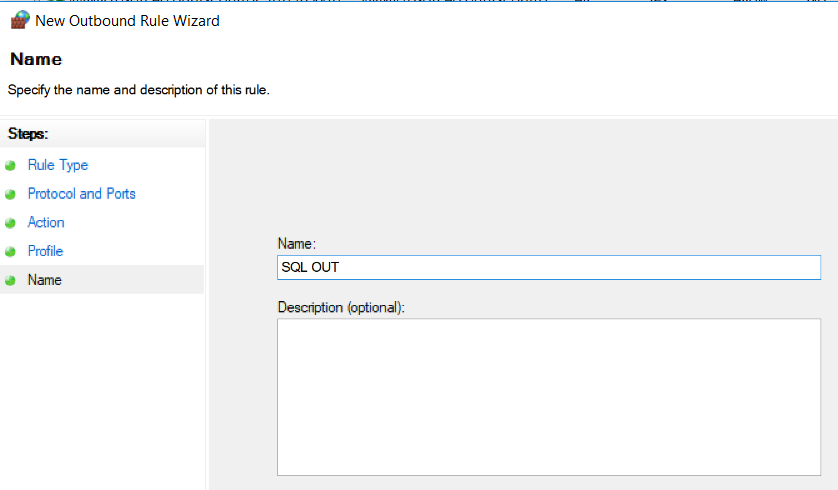 New Outbound Rule Wizard
Name
Specify the name and description of this rule.
Steps:
Rule Type
Protocol and Ports
Action
Profile
Name
Name:
SQL OUT
Description (optional):